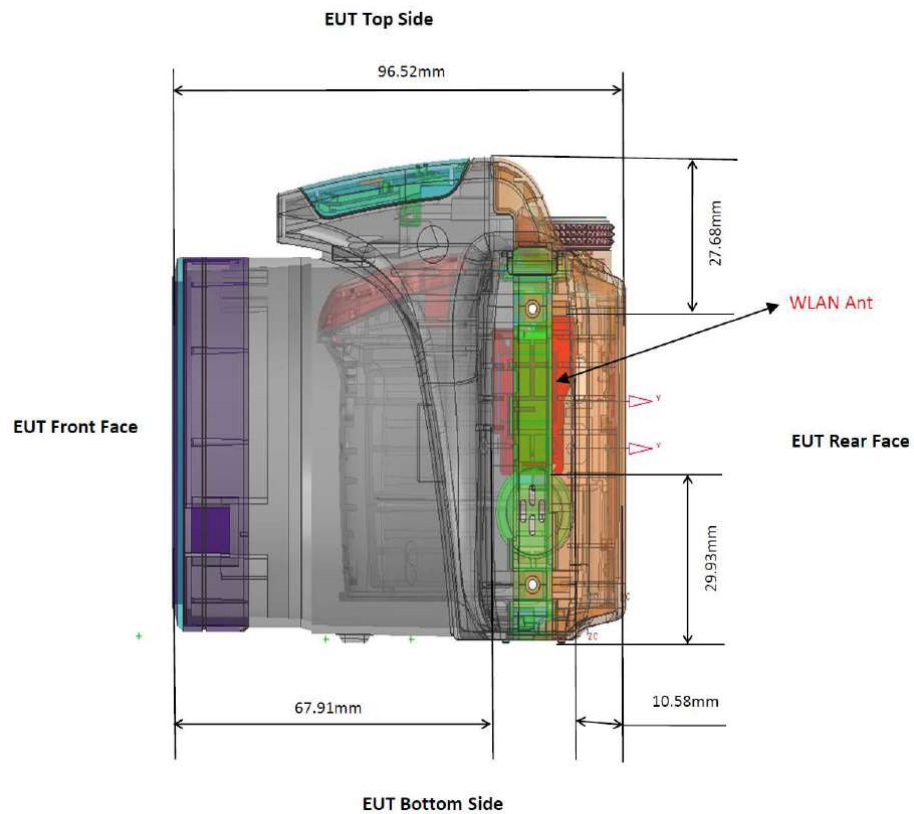 EUT Top Side
96.52mm
27.68mm
WLAN Ant
Y
EUT Front Face
EUT Rear Face
Y
29.93mm
ZC
67.91mm
10.58mm
EUT Bottom Side